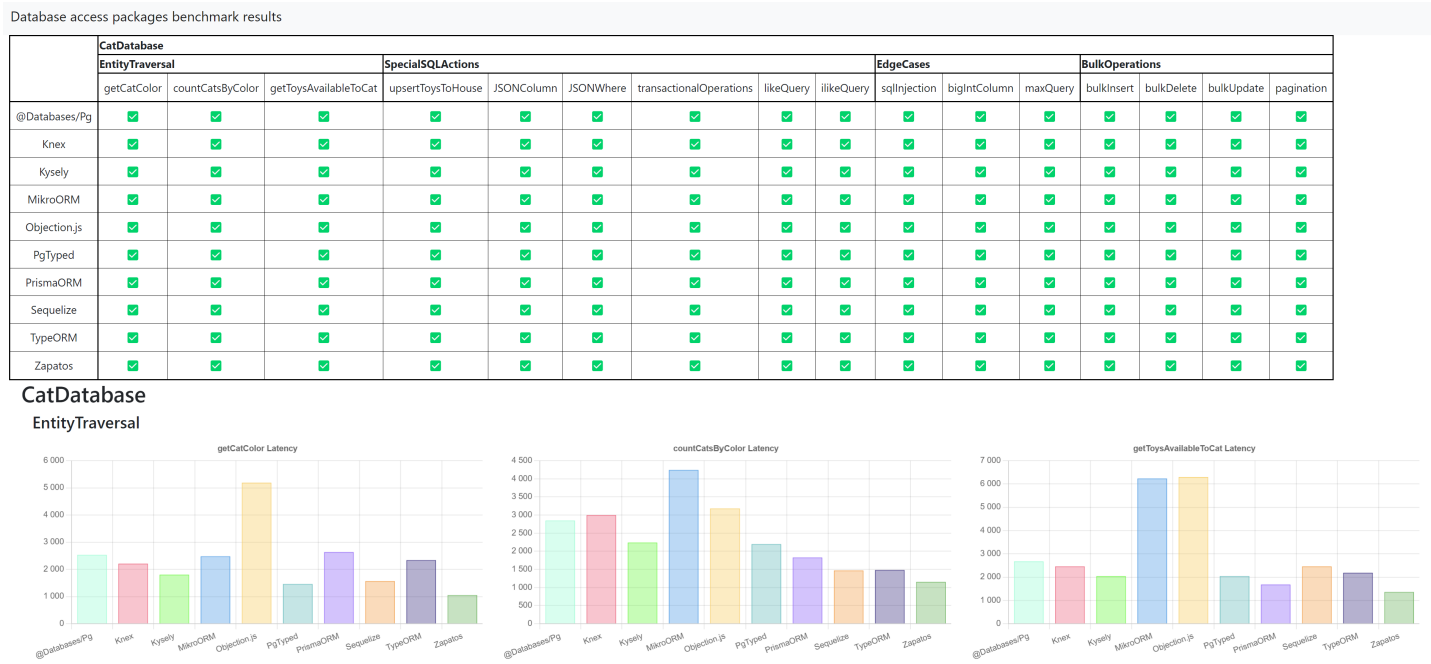 Database access packages benchmark results
CatDatabase
EntityTraversal SpecialSQLActions EdgeCases BulkOperations
getCatColor countCatsByColor getToysAvailableToCat upsertToysToHouse JSONColumn JSONWhere transactionalOperations likeQuery ilikeQuery sqlInjection bigIntColumn maxQuery bulkInsert bulkDelete bulkUpdate pagination
@Databases/Pg
Knex
Kysely
MikroORM
Objection.js
PgTyped
PrismaORM
Sequelize
TypeORM
Zapatos
CatDatabase
EntityTraversal
getCatColor Latency
6 000
5 000
4 000
3 000
2 000
1 000
0
@Databases/Pg Knex Kysely MikroORM Objection.js PgTyped PrismaORM Sequelize TypeORM Zapatos
countCatsByColor Latency
4 500
4 000
3 500
3 000
2 500
2 000
1 500
1 000
500
0
@Databases/Pg Knex Kysely MikroORM Objection.js PgTyped PrismaORM Sequelize TypeORM Zapatos
getToysAvailableToCat Latency
7 000
6 000
5 000
4 000
3 000
2 000
1 000
0
@Databases/Pg Knex Kysely MikroORM Objection.js PgTyped PrismaORM Sequelize TypeORM Zapatos